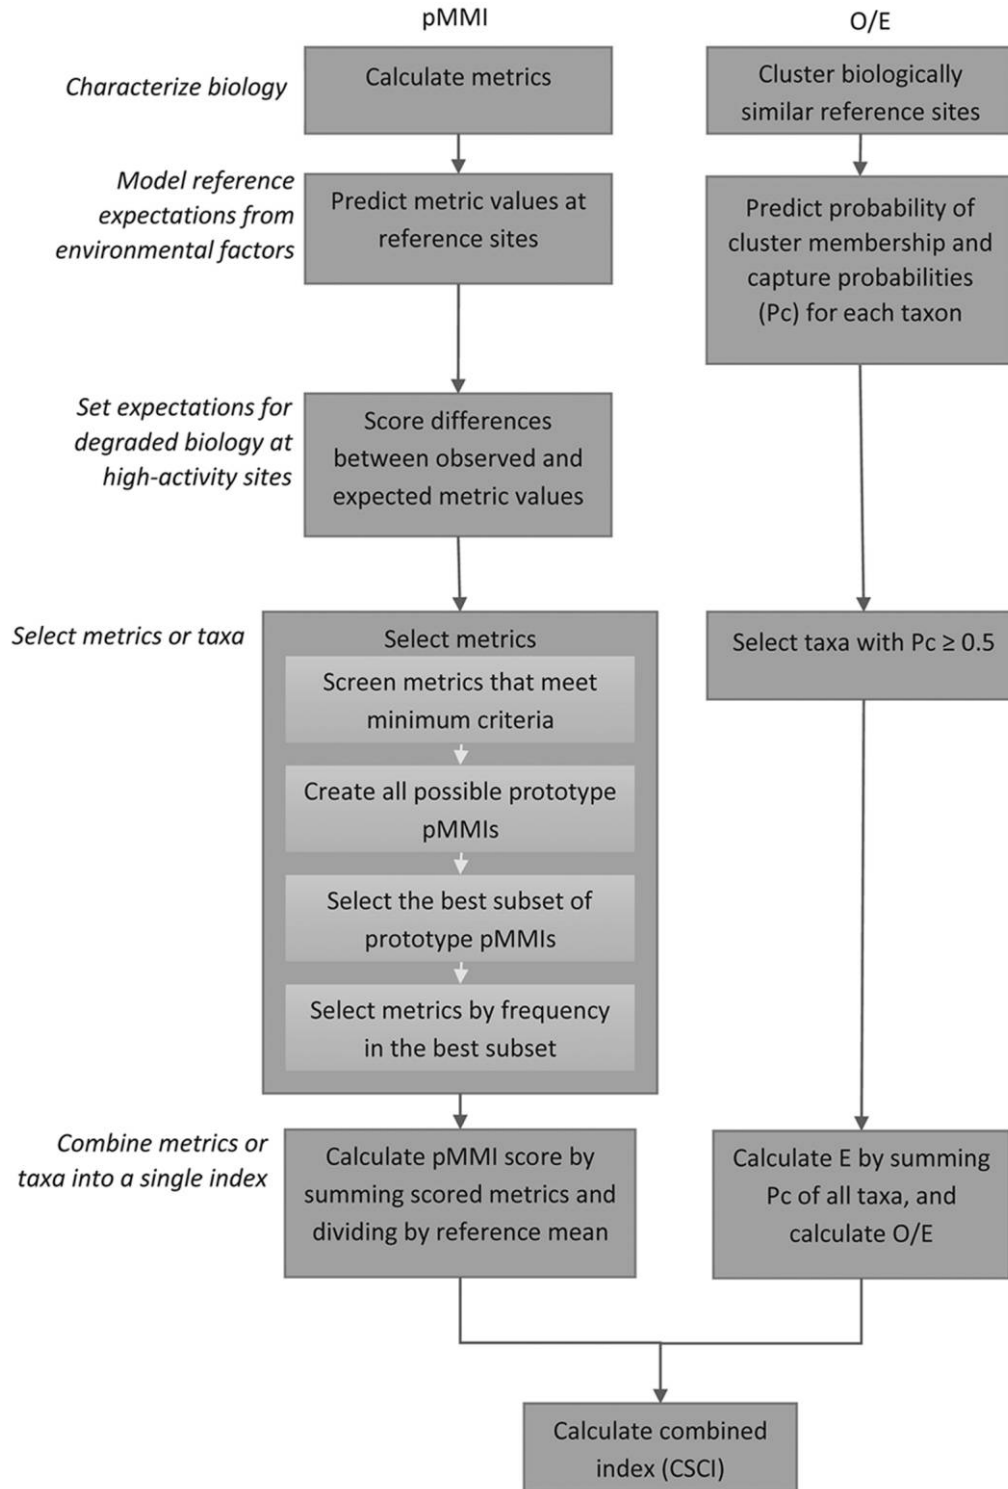 pMMI
O/E
Characterize biology
Calculate metrics
Cluster biologically
similar reference sites
Model reference
expectations from
environmental factors
Predict metric values at
reference sites
Predict probability of
cluster membership and
capture probabilities
(Pc) for each taxon
Set expectations for
degraded biology at
high-activity sites
Score differences
between observed and
expected metric values
Select metrics or taxa
Select metrics
Screen metrics that meet
minimum criteria
Create all possible prototype
pMMIs
Select the best subset of
prototype pMMIs
Select metrics by frequency
in the best subset
Select taxa with Pc ≥ 0.5
Combine metrics or
taxa into a single index
Calculate pMMI score by
summing scored metrics and
dividing by reference mean
Calculate E by summing
Pc of all taxa, and
calculate O/E
Calculate combined
index (CSCI)